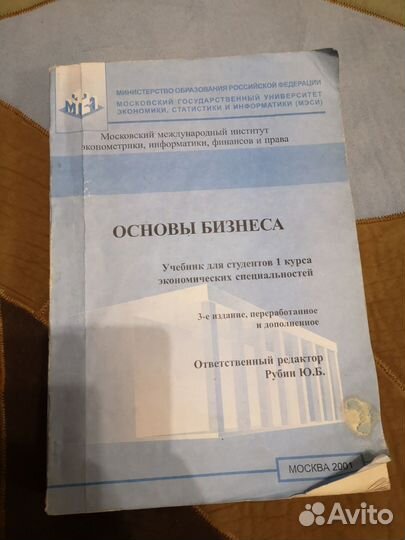 МИНИСТЕРСТВО ОБРАЗОВАНИЯ РОССИЙСКОЙ ФЕДЕРАЦИИ
МОСКОВСКИЙ ГОСУДАРСТВЕННЫЙ УНИВЕРСИТЕТ
ЭКОНОМИКИ, СТАТИСТИКИ И ИНФОРМАТИКИ (МЭСИ)
Московский международный институт
эконометрики, информатики, финансов и права
ОСНОВЫ БИЗНЕСА
Учебник для студентов 1 курса
экономических специальностей
3-е издание, переработанное
и дополненное
Ответственный редактор
Рубин Ю.Б.
МОСКВА 2001
Avito